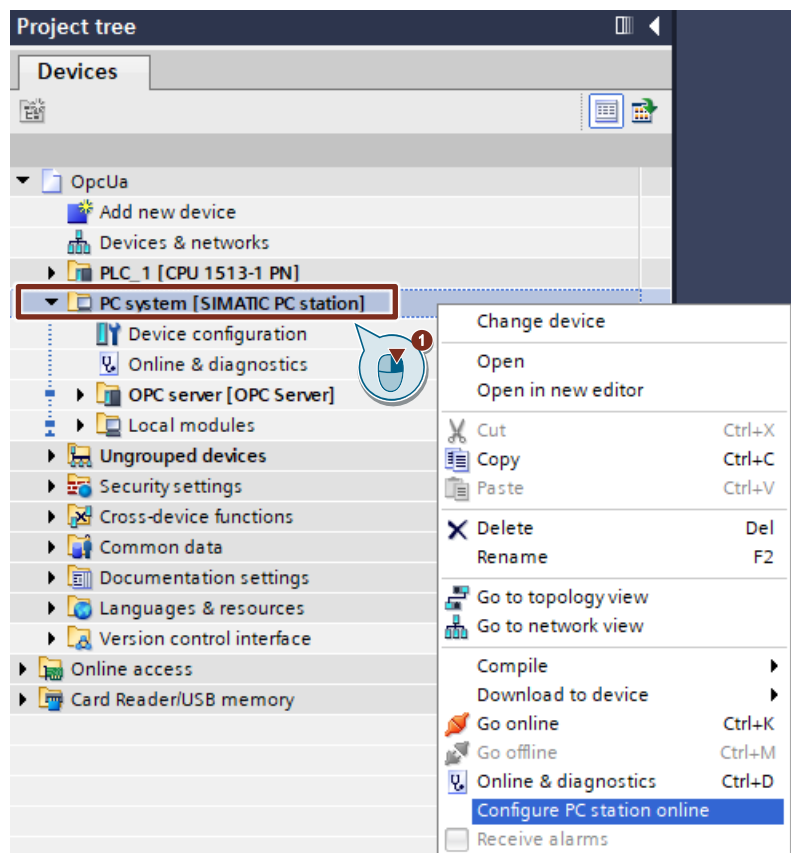 Project tree
Devices
OpcUa
Add new device
Devices & networks
PLC_1 [CPU 1513-1 PN]
PC system [SIMATIC PC station]
Device configuration
Online & diagnostics
OPC server [OPC Server]
Local modules
Ungrouped devices
Security settings
Cross-device functions
Common data
Documentation settings
Languages & resources
Version control interface
Online access
Card Reader/USB memory
1
Change device
Open
Open in new editor
Cut Ctrl+X
Copy Ctrl+C
Paste Ctrl+V
Delete Del
Rename F2
Go to topology view
Go to network view
Compile
Download to device
Go online Ctrl+K
Go offline Ctrl+M
Online & diagnostics Ctrl+D
Configure PC station online
Receive alarms